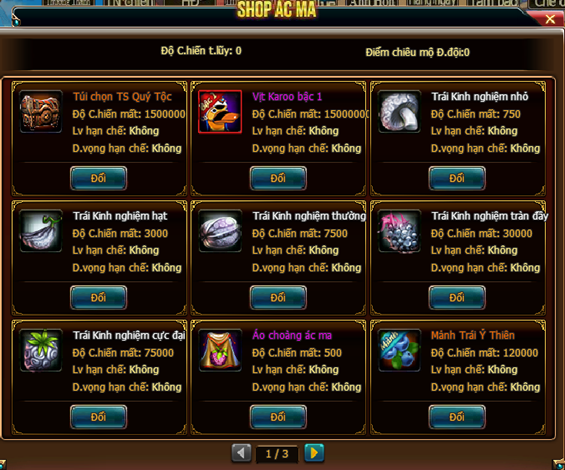 SHOP ÁC MA
Độ C.hiến t.lũy: 0
Điểm chiêu mộ Đ.đội:0
Túi chọn TS Quý Tộc
Độ C.hiến mất: 1500000
Lv hạn chế: Không
D.vọng hạn chế: Không
Đổi
Vịt Karoo bậc 1
Độ C.hiến mất: 1500000
Lv hạn chế: Không
D.vọng hạn chế: Không
Đổi
Trái Kinh nghiệm nhỏ
Độ C.hiến mất: 750
Lv hạn chế: Không
D.vọng hạn chế: Không
Đổi
Trái Kinh nghiệm hạt
Độ C.hiến mất: 3000
Lv hạn chế: Không
D.vọng hạn chế: Không
Đổi
Trái Kinh nghiệm thường
Độ C.hiến mất: 7500
Lv hạn chế: Không
D.vọng hạn chế: Không
Đổi
Trái Kinh nghiệm tràn đầy
Độ C.hiến mất: 30000
Lv hạn chế: Không
D.vọng hạn chế: Không
Đổi
Trái Kinh nghiệm cực đại
Độ C.hiến mất: 75000
Lv hạn chế: Không
D.vọng hạn chế: Không
Đổi
Áo choàng ác ma
Độ C.hiến mất: 500
Lv hạn chế: Không
D.vọng hạn chế: Không
Đổi
Mảnh
Mảnh Trái Ỷ Thiên
Độ C.hiến mất: 120000
Lv hạn chế: Không
D.vọng hạn chế: Không
Đổi
1 / 3